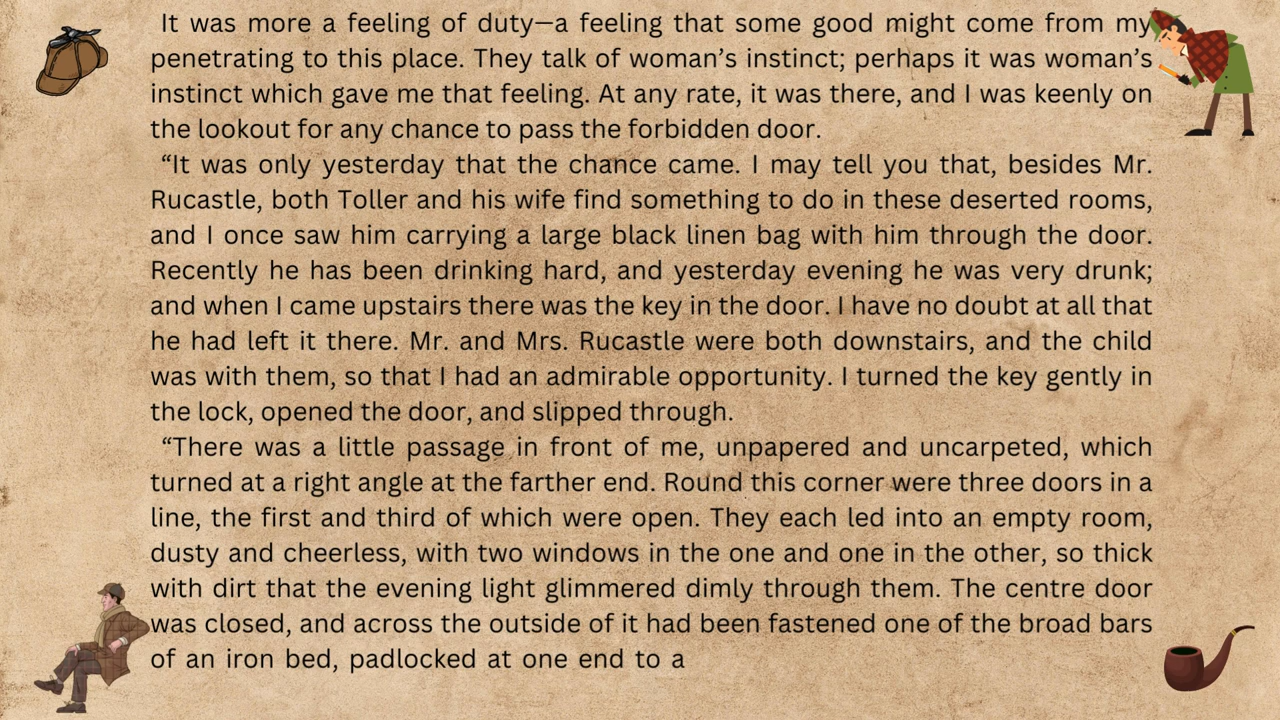 It was more a feeling of duty—a feeling that some good might come from my
penetrating to this place. They talk of woman’s instinct; perhaps it was woman’s
instinct which gave me that feeling. At any rate, it was there, and I was keenly on
the lookout for any chance to pass the forbidden door.
“It was only yesterday that the chance came. I may tell you that, besides Mr.
Rucastle, both Toller and his wife find something to do in these deserted rooms,
and I once saw him carrying a large black linen bag with him through the door.
Recently he has been drinking hard, and yesterday evening he was very drunk;
and when I came upstairs there was the key in the door. I have no doubt at all that
he had left it there. Mr. and Mrs. Rucastle were both downstairs, and the child
was with them, so that I had an admirable opportunity. I turned the key gently in
the lock, opened the door, and slipped through.
“There was a little passage in front of me, unpapered and uncarpeted, which
turned at a right angle at the farther end. Round this corner were three doors in a
line, the first and third of which were open. They each led into an empty room,
dusty and cheerless, with two windows in the one and one in the other, so thick
with dirt that the evening light glimmered dimly through them. The centre door
was closed, and across the outside of it had been fastened one of the broad bars
of an iron bed, padlocked at one end to a